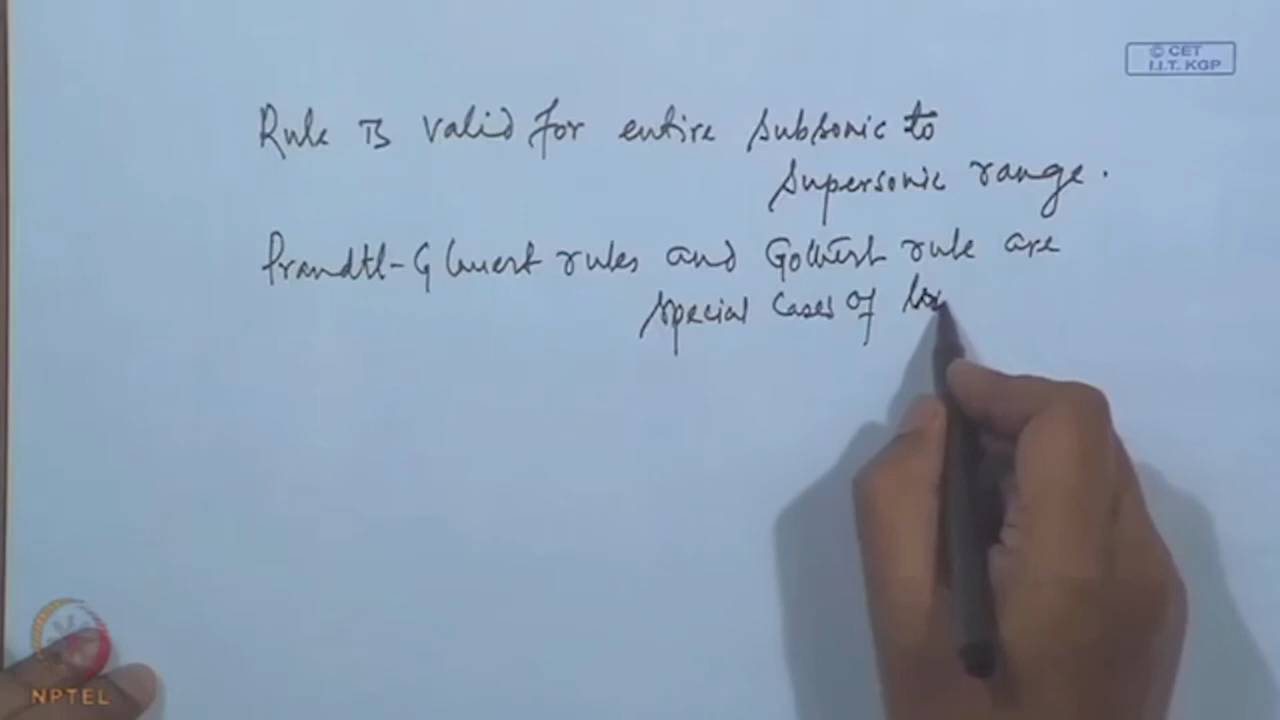 © CET
I.I.T. KGP
Rule is valid for entire subsonic to
supersonic range.
Prandtl-Glauert rules and Gothert rule are
special cases of
NPTEL